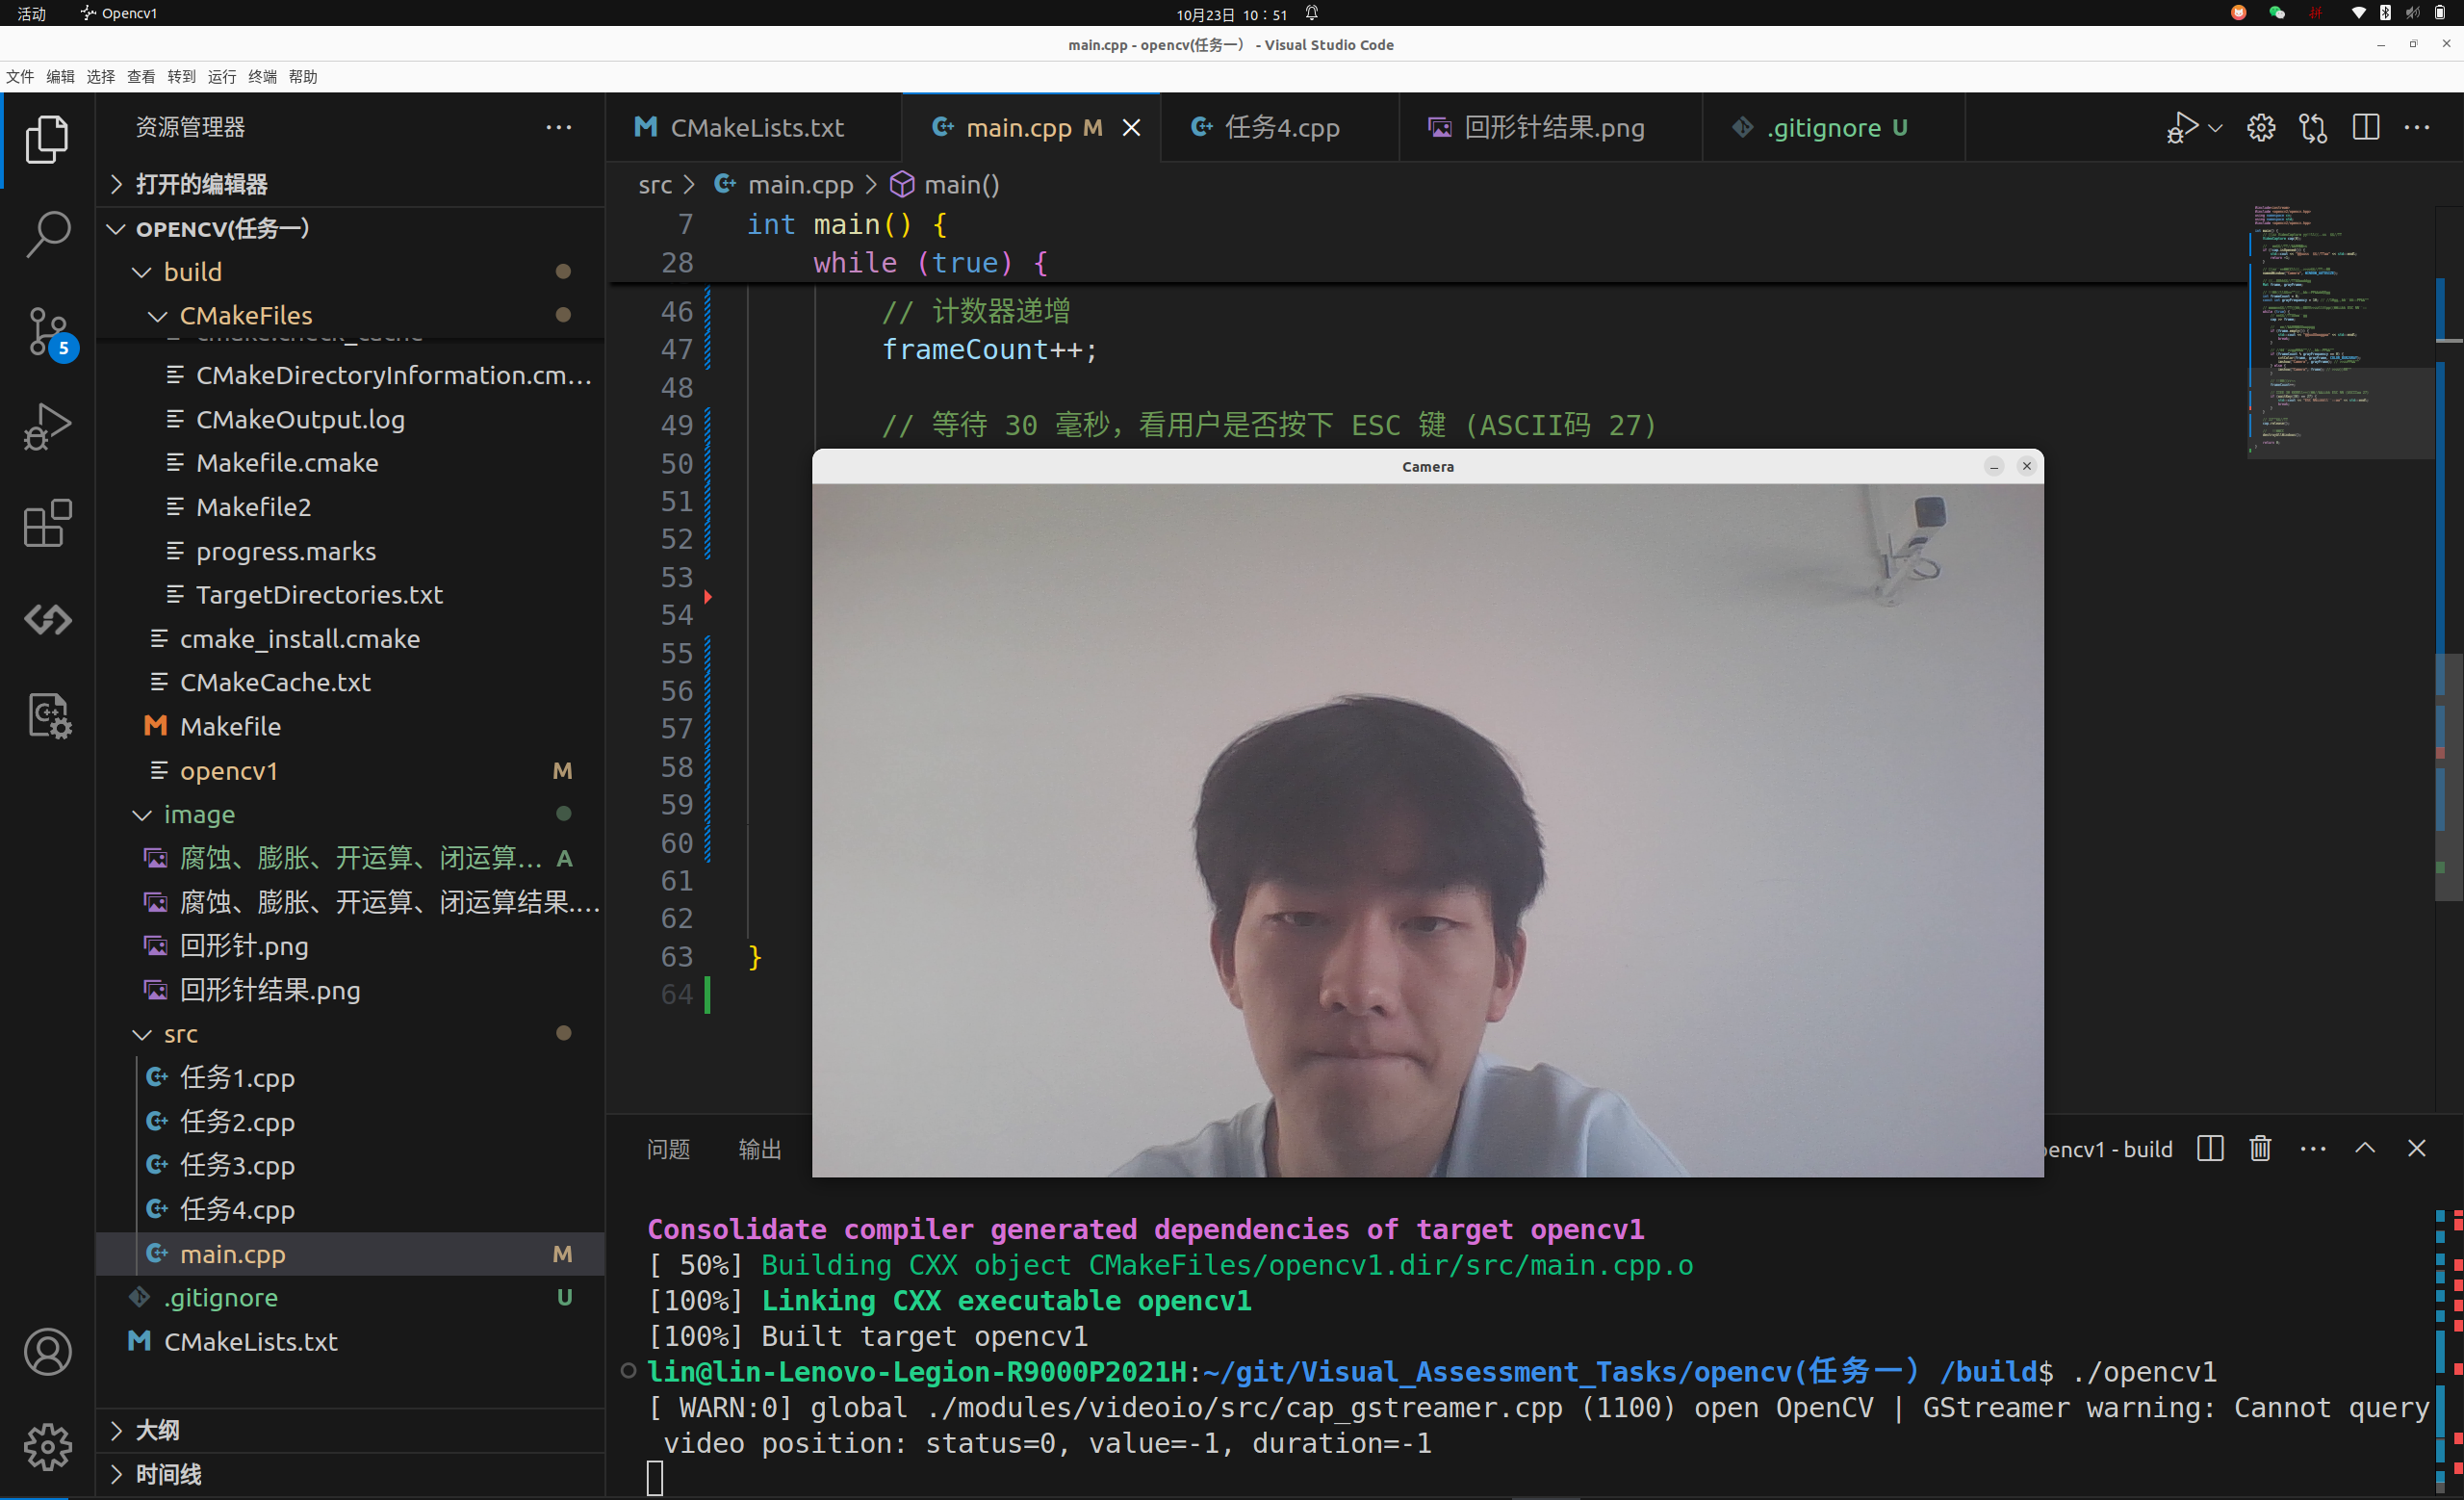 活动 Opencv1 10月23日 10：51 拼
main.cpp - opencv(任务一） - Visual Studio Code
文件 编辑 选择 查看 转到 运行 终端 帮助
资源管理器
打开的编辑器
OPENCV(任务一）
build
CMakeFiles
cmake.check_cache
CMakeDirectoryInformation.cm...
CMakeOutput.log
Makefile.cmake
Makefile2
progress.marks
TargetDirectories.txt
cmake_install.cmake
CMakeCache.txt
Makefile
opencv1 M
image
腐蚀、膨胀、开运算、闭运算... A
腐蚀、膨胀、开运算、闭运算结果....
回形针.png
回形针结果.png
src
任务1.cpp
任务2.cpp
任务3.cpp
任务4.cpp
main.cpp M
.gitignore U
CMakeLists.txt
大纲
时间线
5
CMakeLists.txt main.cpp M 任务4.cpp 回形针结果.png .gitignore U
src main.cpp main()
7 int main() {
28 while (true) {
46 // 计数器递增
47 frameCount++;
48
49 // 等待 30 毫秒，看用户是否按下 ESC 键 (ASCII码 27)
50
51
52
53
54
55
56
57
58
59
60
61
62
63 }
64
Camera
问题 输出 pencv1 - build
Consolidate compiler generated dependencies of target opencv1
[ 50%] Building CXX object CMakeFiles/opencv1.dir/src/main.cpp.o
[100%] Linking CXX executable opencv1
[100%] Built target opencv1
lin@lin-Lenovo-Legion-R9000P2021H:~/git/Visual_Assessment_Tasks/opencv(任务一）/build$ ./opencv1
[ WARN:0] global ./modules/videoio/src/cap_gstreamer.cpp (1100) open OpenCV | GStreamer warning: Cannot query
video position: status=0, value=-1, duration=-1